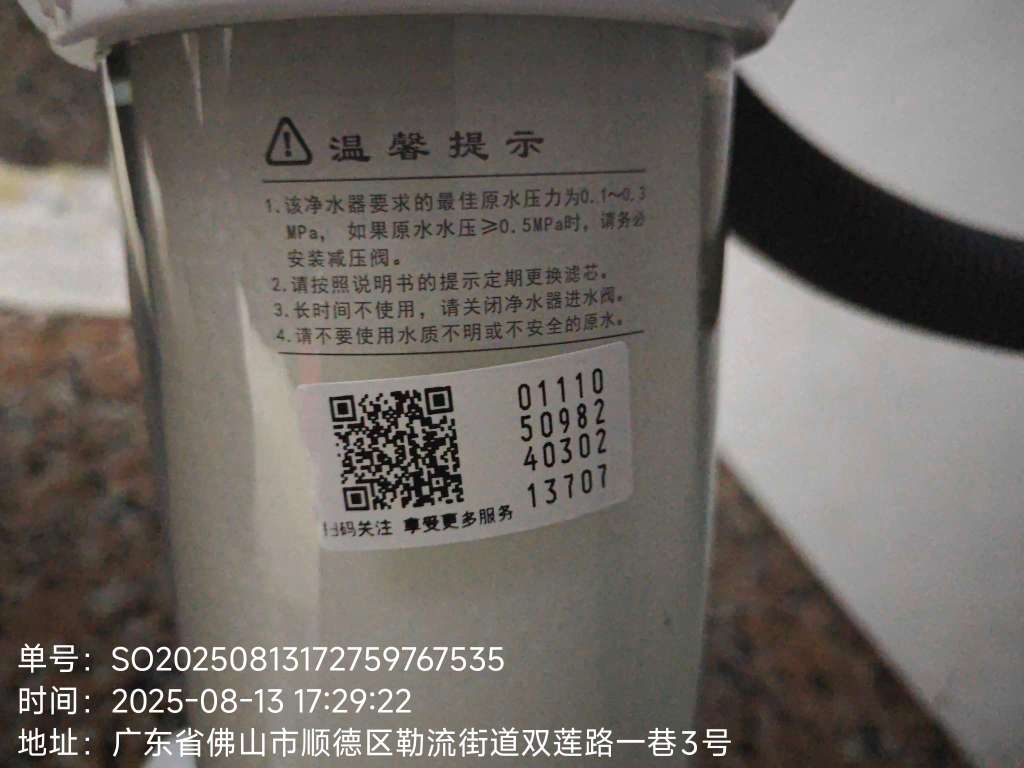 温馨提示
1.该净水器要求的最佳原水压力为0.1~0.3
MPa, 如果原水水压≥0.5MPa时,请务必
安装减压阀。
2.请按照说明书的提示定期更换滤芯。
3.长时间不使用,请关闭净水器进水阀。
4.请不要使用水质不明或不安全的原水。
01110
50982
40302
13707
扫码关注 享受更多服务
单号: SO20250813172759767535
时间: 2025-08-13 17:29:22
地址: 广东省佛山市顺德区勒流街道双莲路一巷3号